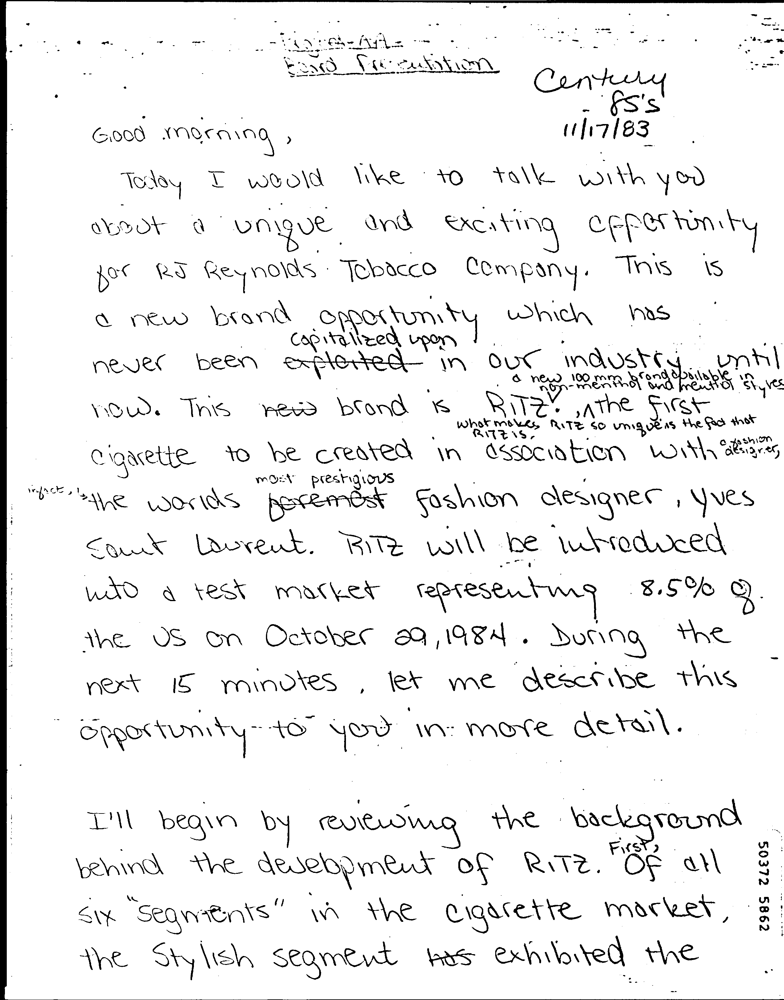 Board Presentation
Century
85's
11/17/83
Good morning,
Today I would like to talk with you
about a unique and exciting opportunity
for RJ Reynolds Tobacco Company. This is
a new brand opportunity which has
capitalized upon
never been exploited in our industry until
a new 100 mm brand available in
non-menthol and menthol styles
now. This new brand is RITZ. , the first
what makes RITZ so unique is the fact that
RITZ is,
cigarette to be created in association with a fashion designer,
most prestigious
infact, the worlds foremost fashion designer, Yves
Saint Laurent. RITZ will be introduced
into a test market representing 8.5% of
the US on October 29, 1984. During the
next 15 minutes, let me describe this
opportunity to you in more detail.
I'll begin by reviewing the background
First,
behind the development of RITZ. Of all
six "segments" in the cigarette market,
the Stylish segment has exhibited the
50372 5862